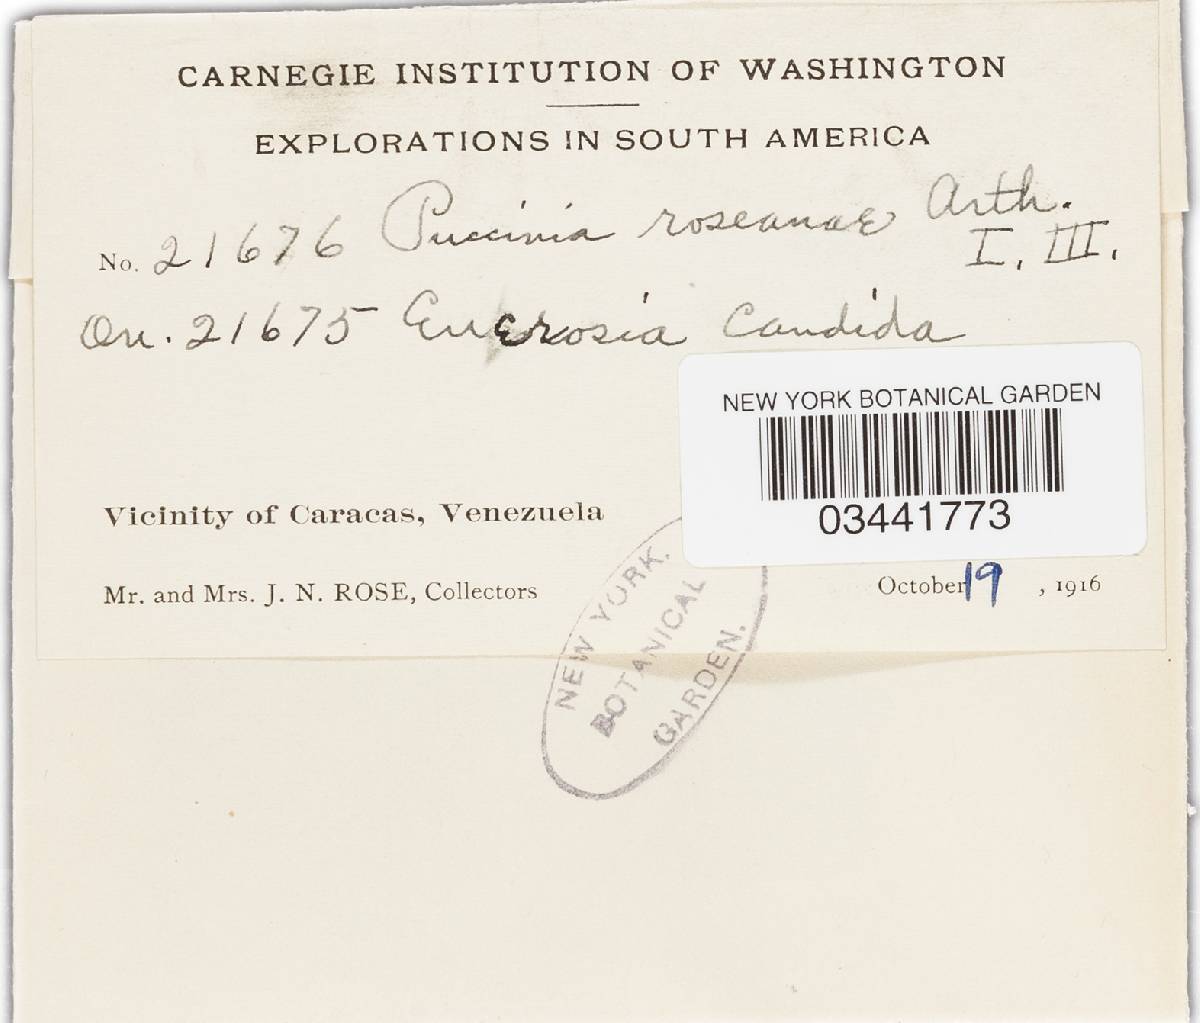 CARNEGIE INSTITUTION OF WASHINGTON
EXPLORATIONS IN SOUTH AMERICA
No. 21676 Puccinia roseanae Arth.
I, III.
On. 21675 Eucrosia candida
NEW YORK BOTANICAL GARDEN
03441773
Vicinity of Caracas, Venezuela
Mr. and Mrs. J. N. ROSE, Collectors
October 19, 1916
NEW YORK.
BOTANICAL
GARDEN.